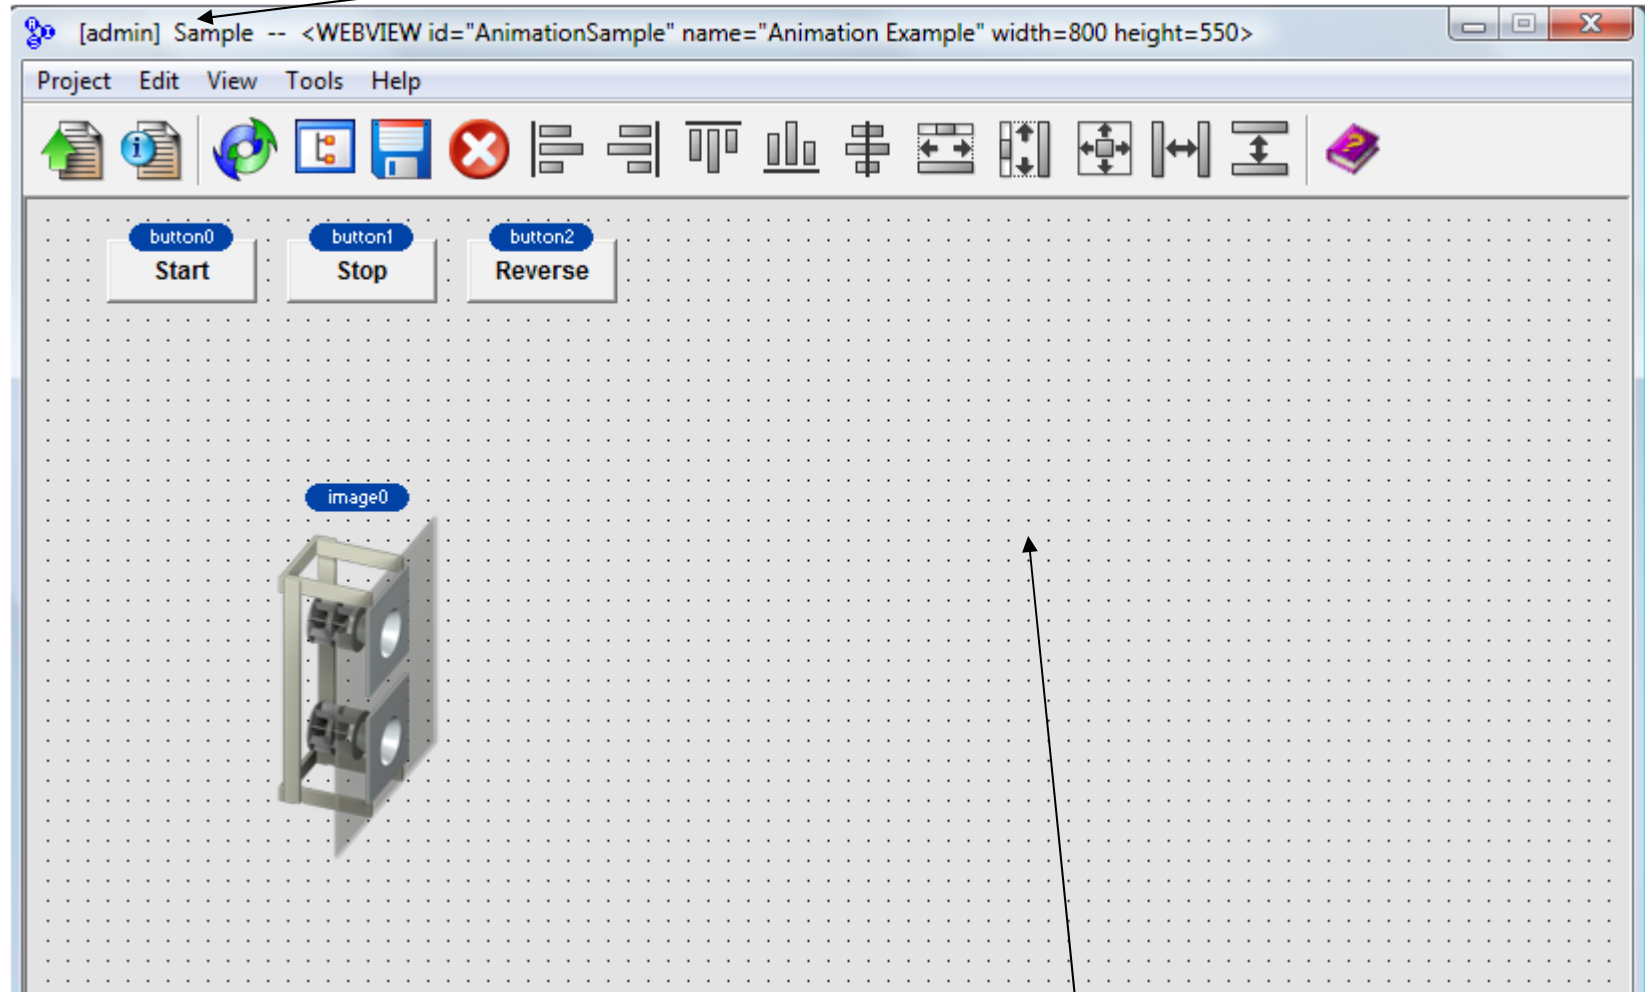 [admin] Sample -- <WEBVIEW id="AnimationSample" name="Animation Example" width=800 height=550>
Project Edit View Tools Help
button0 button1 button2
Start Stop Reverse
image0